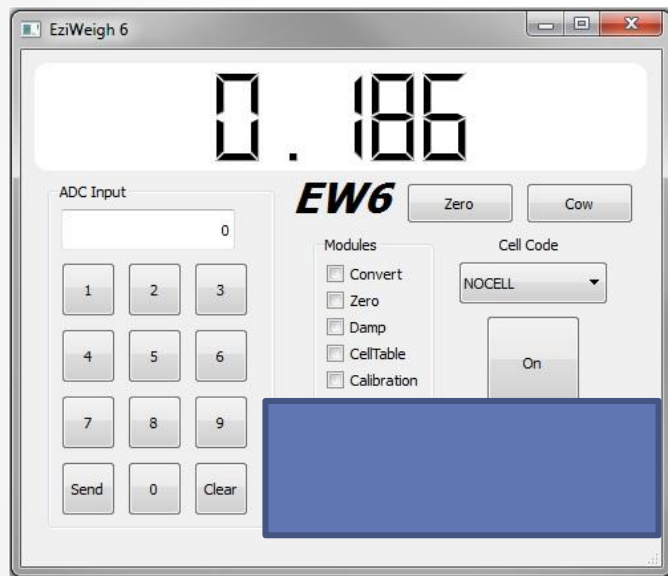 EziWeigh 6
0.186
ADC Input
0
EW6
Zero
Cow
Modules
Cell Code
Convert
NOCELL
Zero
Damp
CellTable
Calibration
On
1 2 3
4 5 6
7 8 9
Send 0 Clear